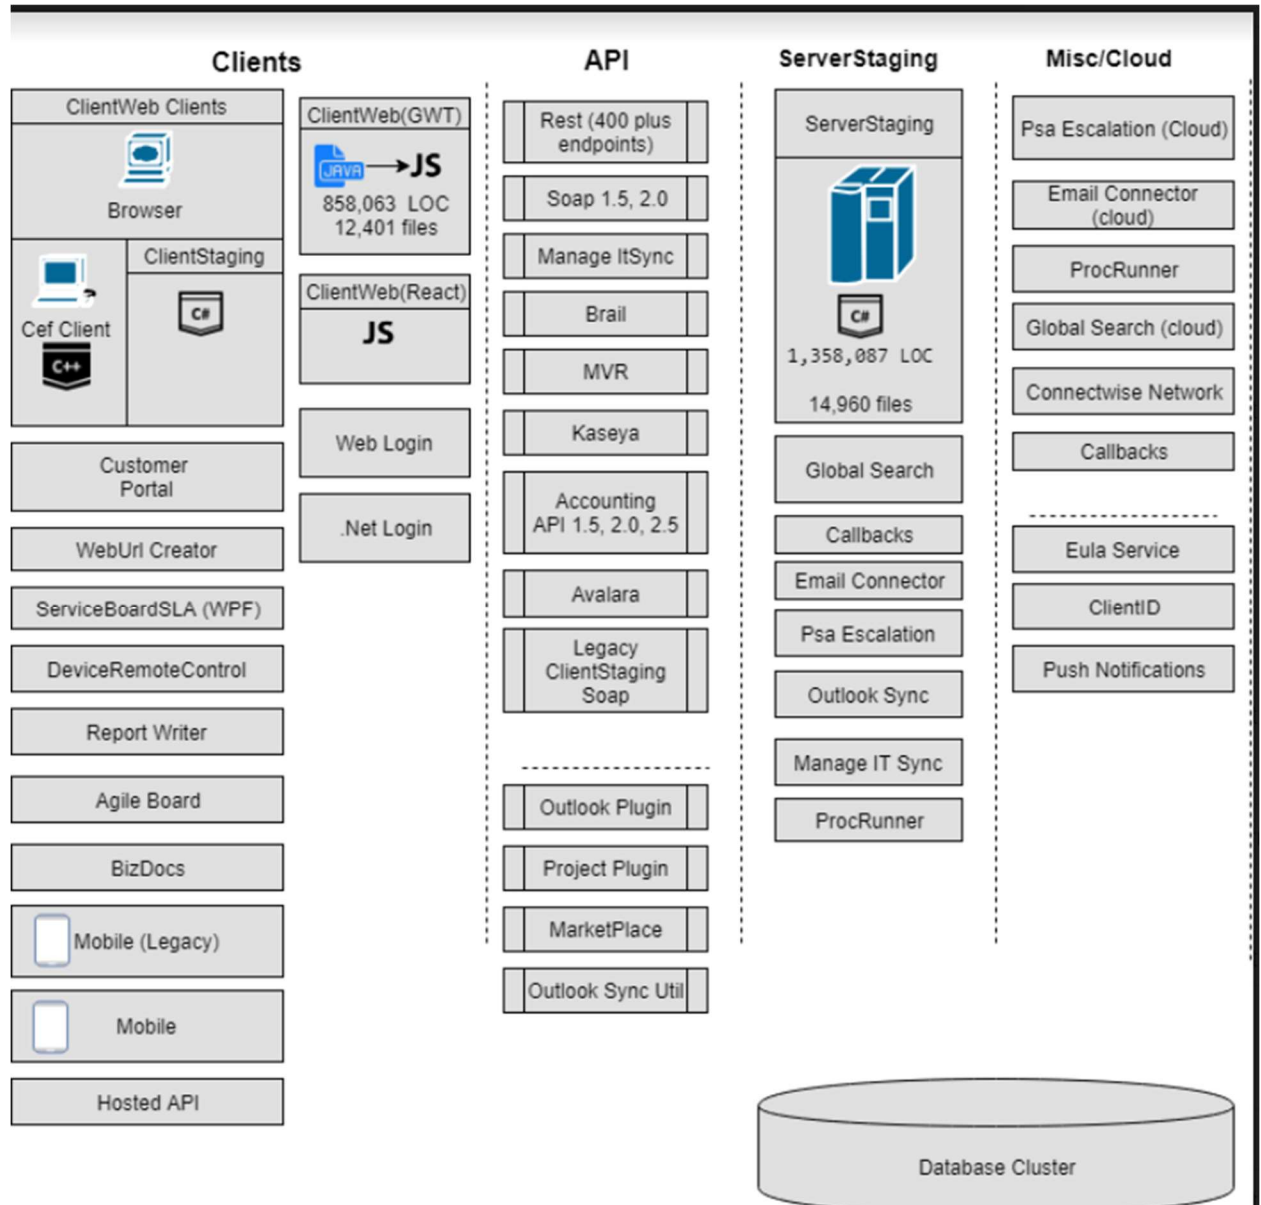 Clients
API
ServerStaging
Misc/Cloud
ClientWeb Clients
Browser
Cef Client
C++
ClientStaging
C#
Customer
Portal
WebUrl Creator
ServiceBoardSLA (WPF)
DeviceRemoteControl
Report Writer
Agile Board
BizDocs
Mobile (Legacy)
Mobile
Hosted API
ClientWeb(GWT)
JAVA JS
858,063 LOC
12,401 files
ClientWeb(React)
JS
Web Login
.Net Login
Rest (400 plus
endpoints)
Soap 1.5, 2.0
Manage ItSync
Brail
MVR
Kaseya
Accounting
API 1.5, 2.0, 2.5
Avalara
Legacy
ClientStaging
Soap
Outlook Plugin
Project Plugin
MarketPlace
Outlook Sync Util
ServerStaging
C#
1,358,087 LOC
14,960 files
Global Search
Callbacks
Email Connector
Psa Escalation
Outlook Sync
Manage IT Sync
ProcRunner
Psa Escalation (Cloud)
Email Connector
(cloud)
ProcRunner
Global Search (cloud)
Connectwise Network
Callbacks
Eula Service
ClientID
Push Notifications
Database Cluster